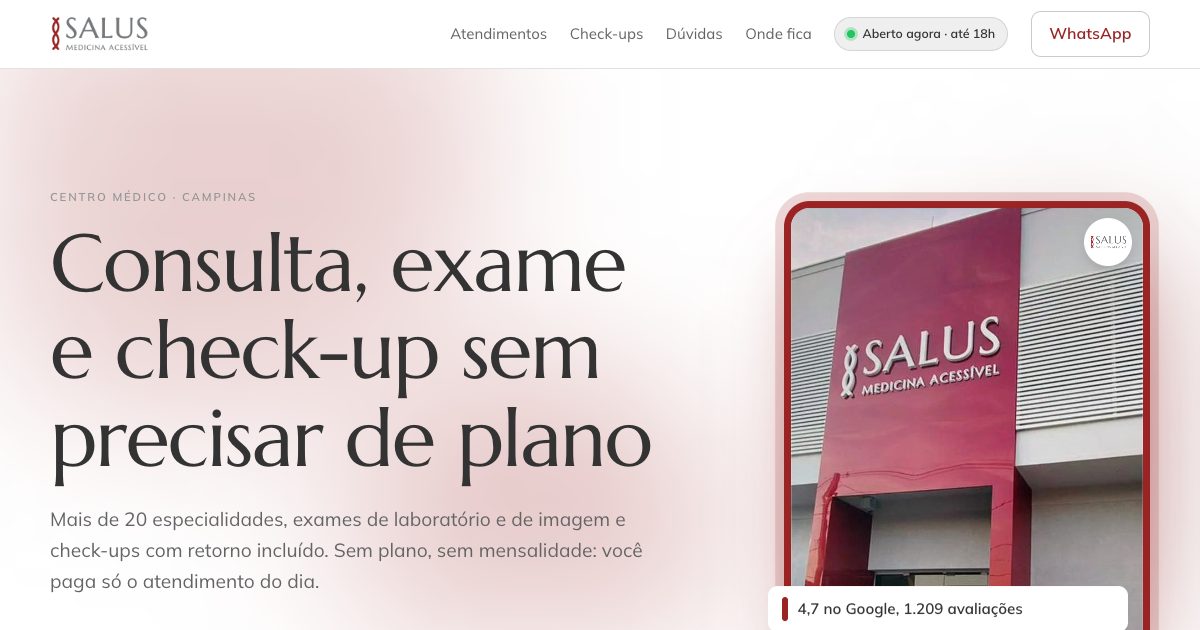 SALUS
MEDICINA ACESSÍVEL
Atendimentos
Check-ups
Dúvidas
Onde fica
Aberto agora · até 18h
WhatsApp
CENTRO MÉDICO · CAMPINAS
Consulta, exame
e check-up sem
precisar de plano
Mais de 20 especialidades, exames de laboratório e de imagem e
check-ups com retorno incluído. Sem plano, sem mensalidade: você
paga só o atendimento do dia.
SALUS
SALUS
MEDICINA ACESSÍVEL
4,7 no Google, 1.209 avaliações